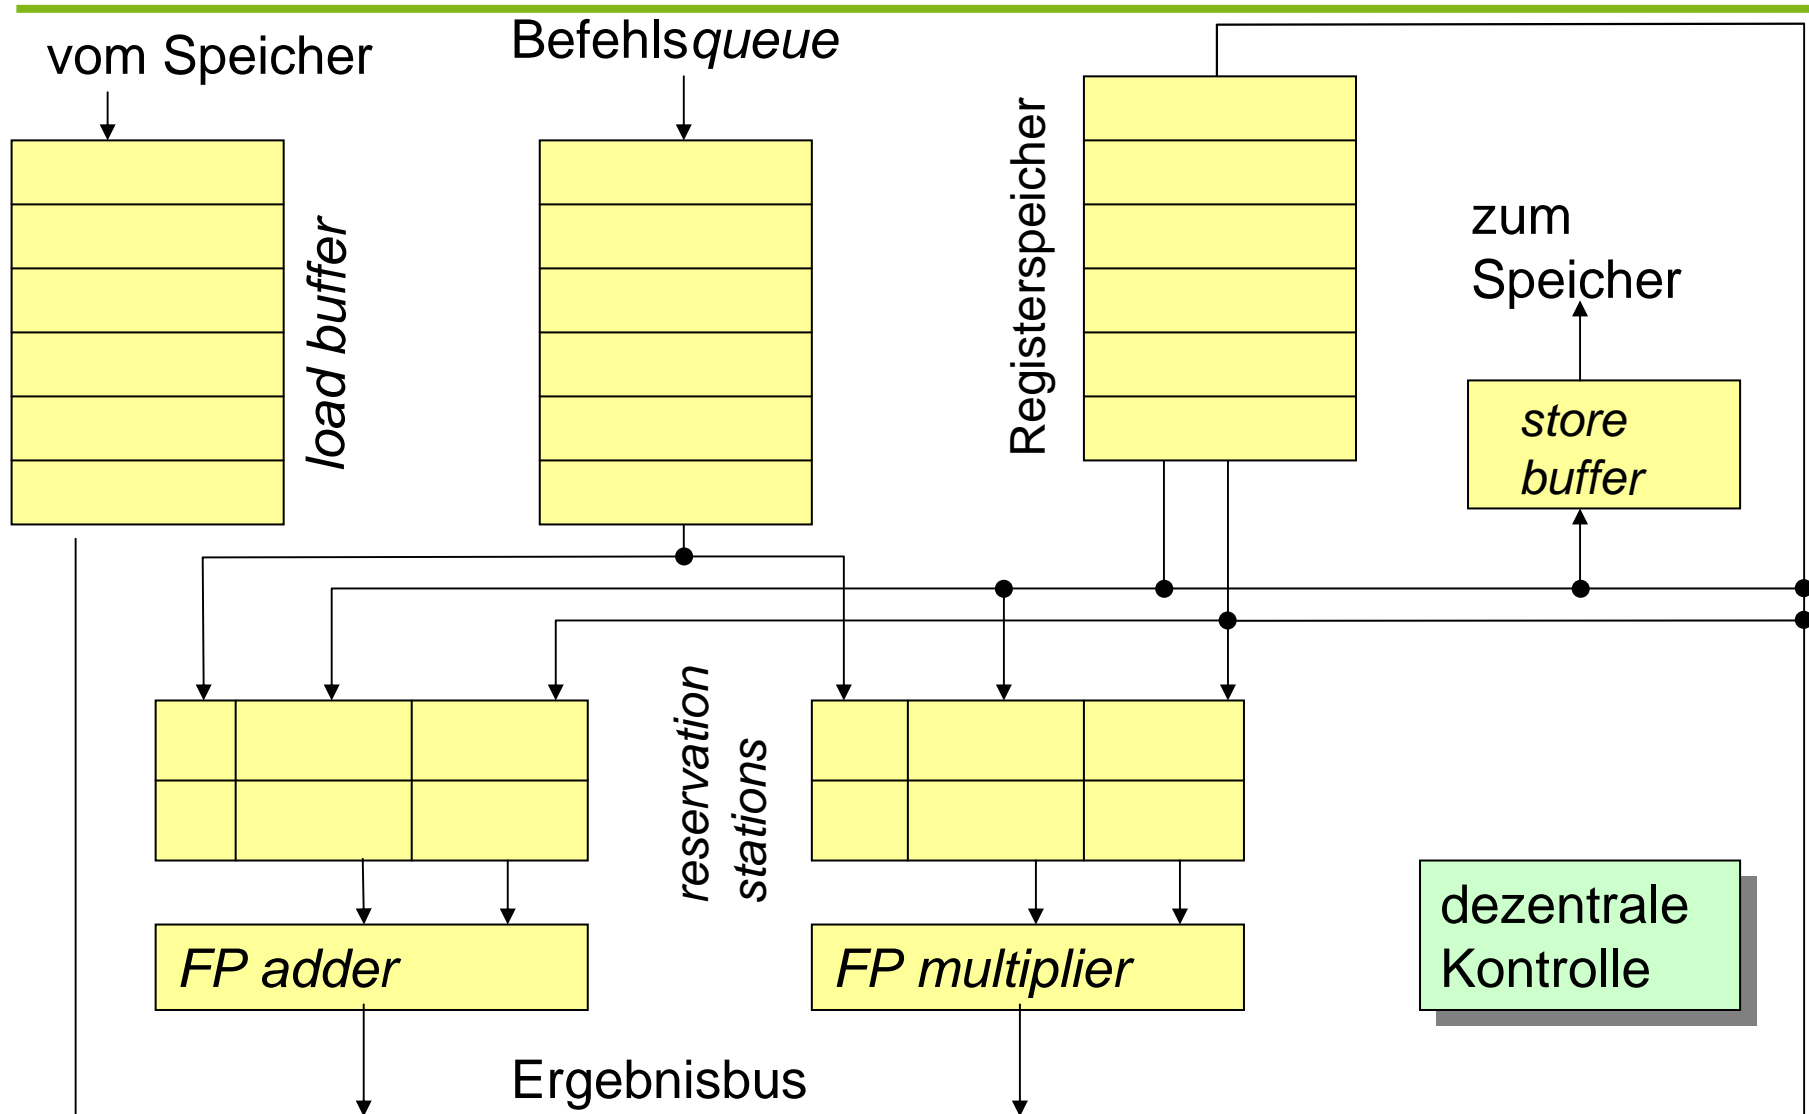 vom Speicher
Befehlsqueue
load buffer
Registerspeicher
zum
Speicher
store
buffer
reservation
stations
FP adder
FP multiplier
dezentrale
Kontrolle
Ergebnisbus